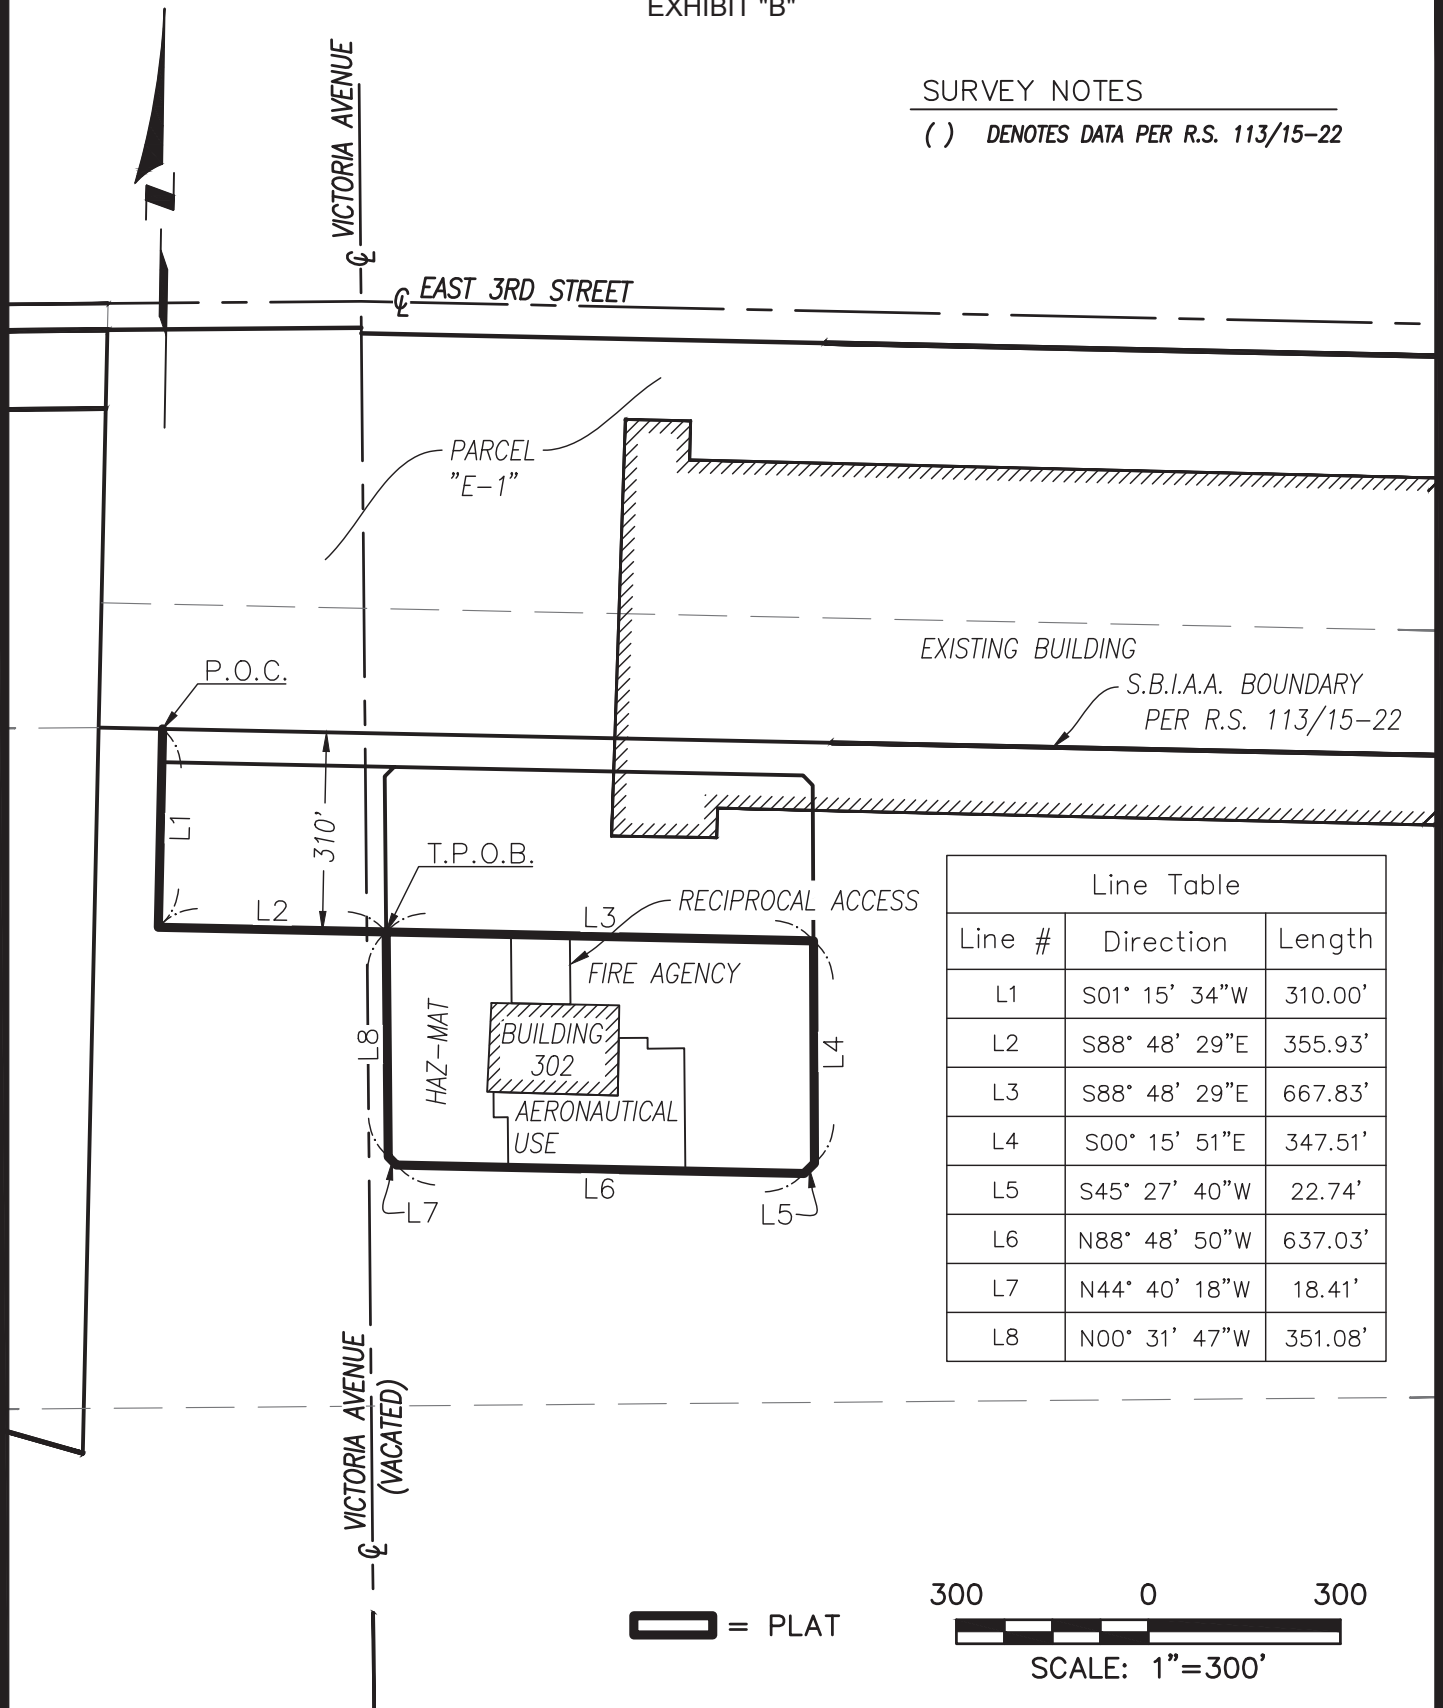 EXHIBIT "B"
SURVEY NOTES
( ) DENOTES DATA PER R.S. 113/15-22
℄ VICTORIA AVENUE
℄ EAST 3RD STREET
PARCEL
"E-1"
EXISTING BUILDING
S.B.I.A.A. BOUNDARY
PER R.S. 113/15-22
P.O.C.
L1
310'
T.P.O.B.
L2
L3
RECIPROCAL ACCESS
FIRE AGENCY
HAZ-MAT
L8
BUILDING
302
L4
AERONAUTICAL
USE
L6
L7
L5
Line Table
Line # Direction Length
L1 S01° 15' 34"W 310.00'
L2 S88° 48' 29"E 355.93'
L3 S88° 48' 29"E 667.83'
L4 S00° 15' 51"E 347.51'
L5 S45° 27' 40"W 22.74'
L6 N88° 48' 50"W 637.03'
L7 N44° 40' 18"W 18.41'
L8 N00° 31' 47"W 351.08'
℄ VICTORIA AVENUE
(VACATED)
= PLAT
300 0 300
SCALE: 1"=300'
Z